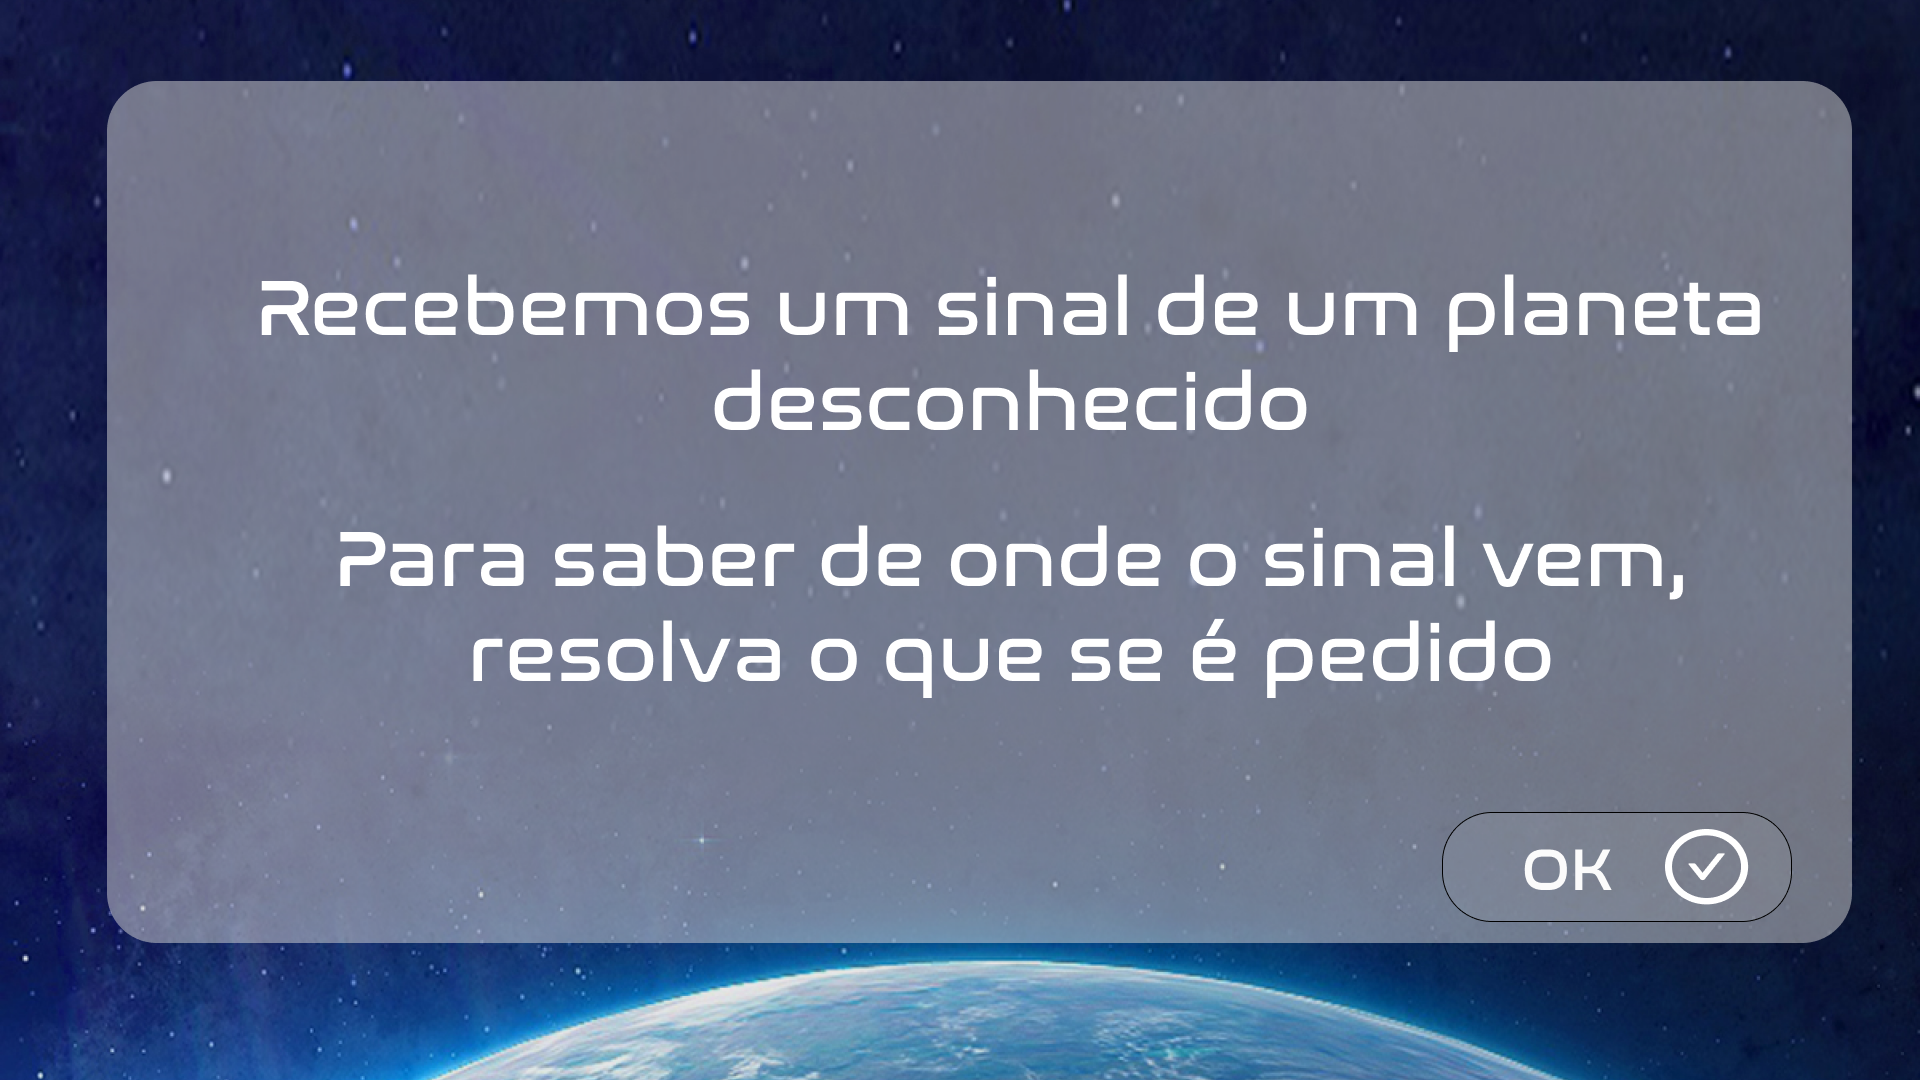 Recebemos um sinal de um planeta
desconhecido
Para saber de onde o sinal vem,
resolva o que se é pedido
OK